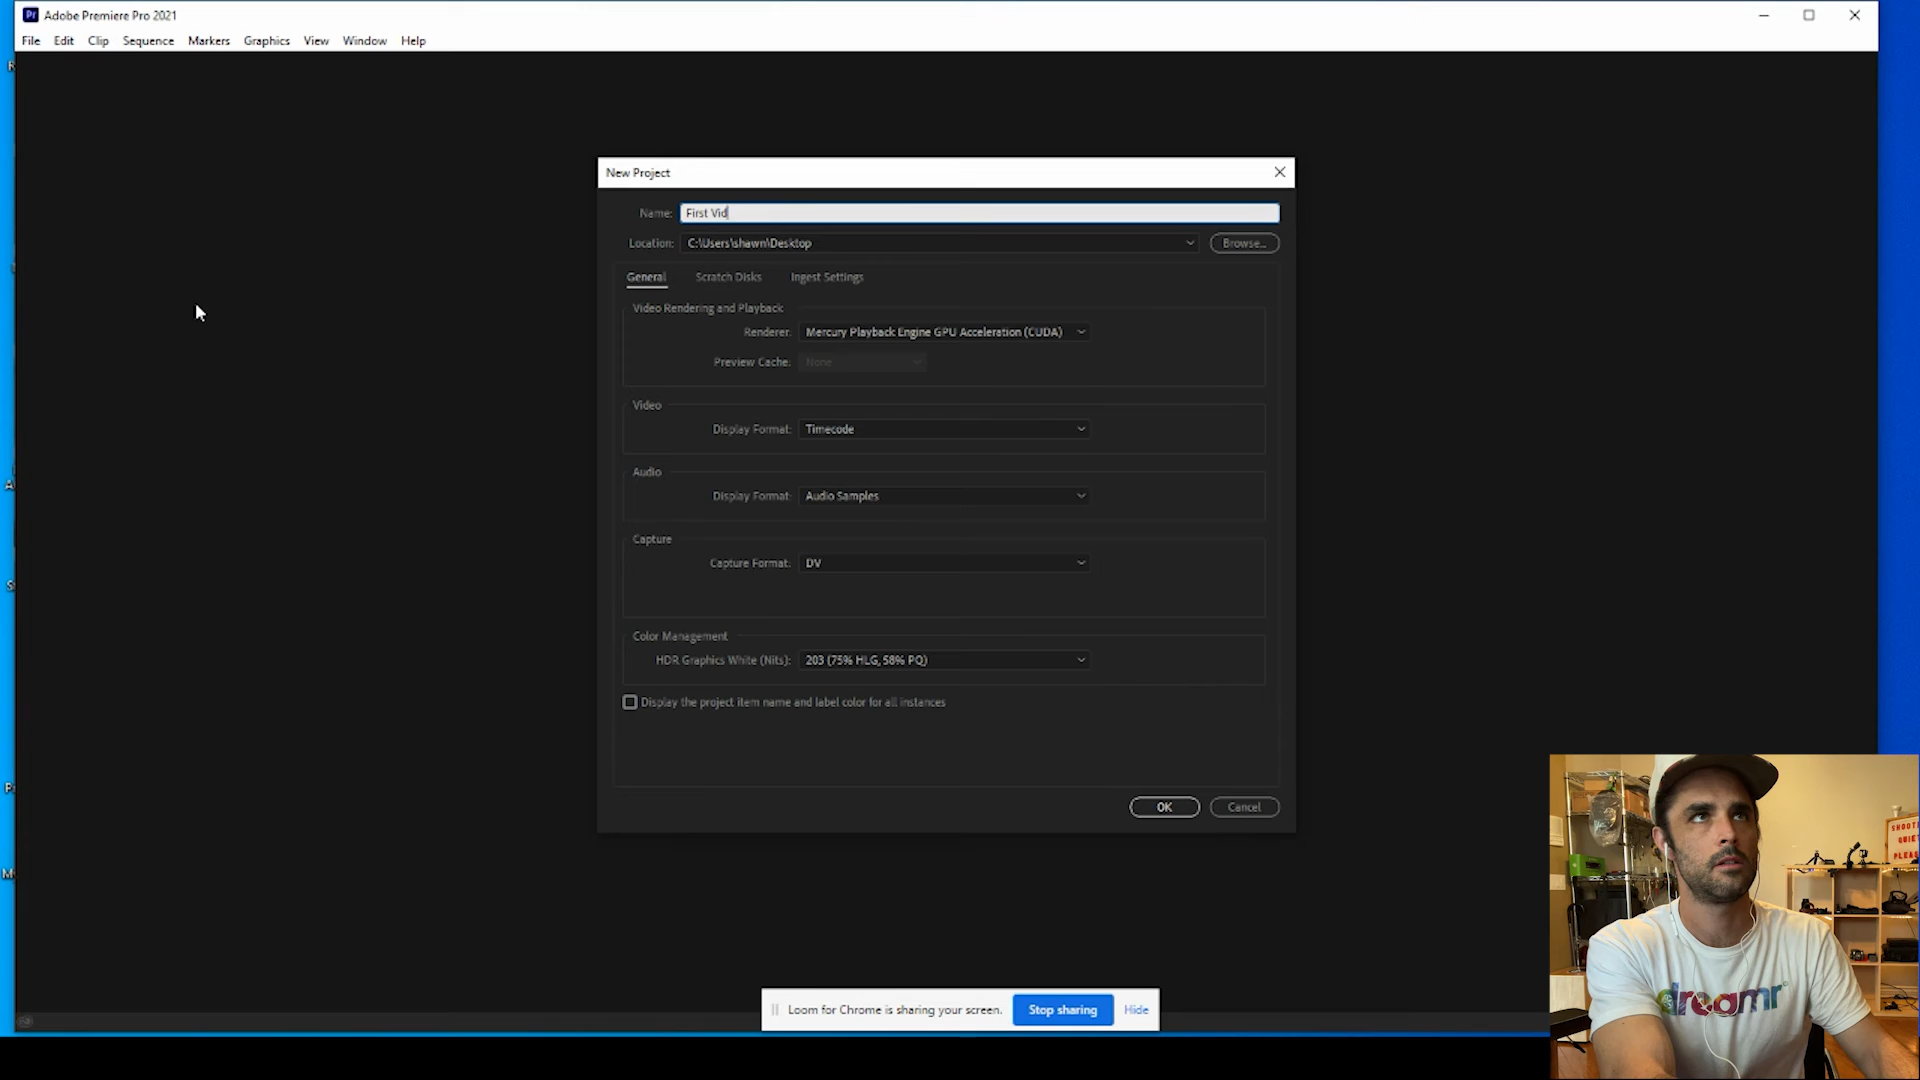 Pr Adobe Premiere Pro 2021
File Edit Clip Sequence Markers Graphics View Window Help
New Project
Name: First Vid
Location: C:\Users\shawn\Desktop Browse...
General Scratch Disks Ingest Settings
Video Rendering and Playback
Renderer: Mercury Playback Engine GPU Acceleration (CUDA)
Preview Cache: None
Video
Display Format: Timecode
Audio
Display Format: Audio Samples
Capture
Capture Format: DV
Color Management
HDR Graphics White (Nits): 203 (75% HLG, 58% PQ)
Display the project item name and label color for all instances
OK Cancel
Loom for Chrome is sharing your screen. Stop sharing Hide
SHOOTI
QUIE
PLEAS
dreamr